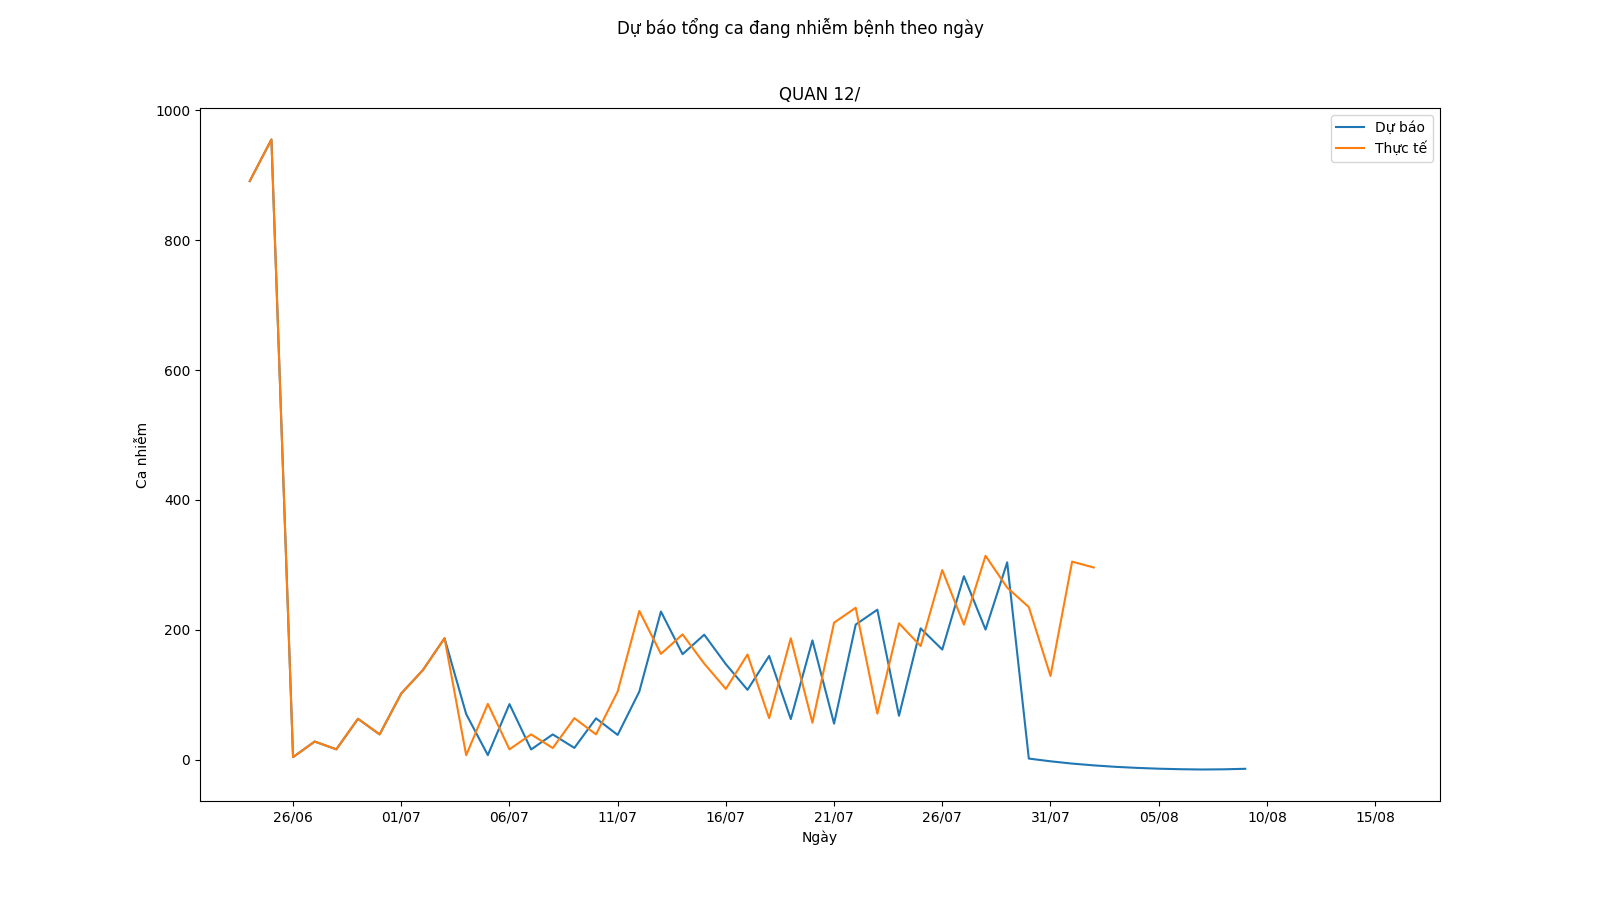 Dự báo tổng ca đang nhiễm bệnh theo ngày
QUAN 12/
Dự báo
Thực tế
Ca nhiễm
1000
800
600
400
200
0
26/06 01/07 06/07 11/07 16/07 21/07 26/07 31/07 05/08 10/08 15/08
Ngày